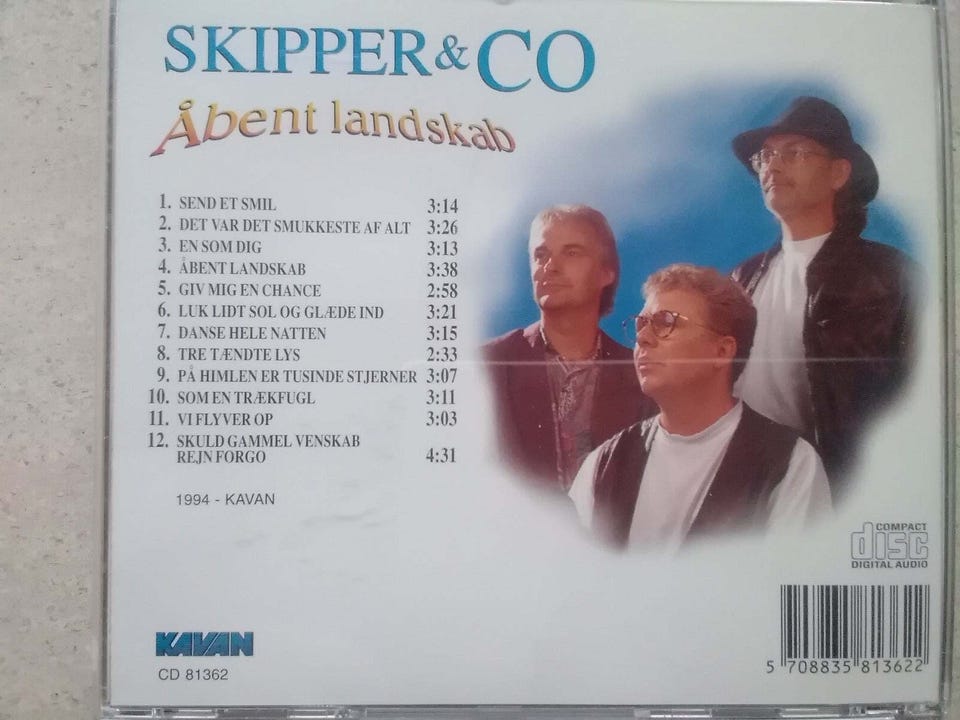 SKIPPER & CO
Åbent landskab
1. SEND ET SMIL 3:14
2. DET VAR DET SMUKKESTE AF ALT 3:26
3. EN SOM DIG 3:13
4. ÅBENT LANDSKAB 3:38
5. GIV MIG EN CHANCE 2:58
6. LUK LIDT SOL OG GLÆDE IND 3:21
7. DANSE HELE NATTEN 3:15
8. TRE TÆNDTE LYS 2:33
9. PÅ HIMLEN ER TUSINDE STJERNER 3:07
10. SOM EN TRÆKFUGL 3:11
11. VI FLYVER OP 3:03
12. SKULD GAMMEL VENSKAB
REJN FORGO 4:31
1994 - KAVAN
COMPACT
disc
DIGITAL AUDIO
KAVAN
CD 81362
5 708835 813622